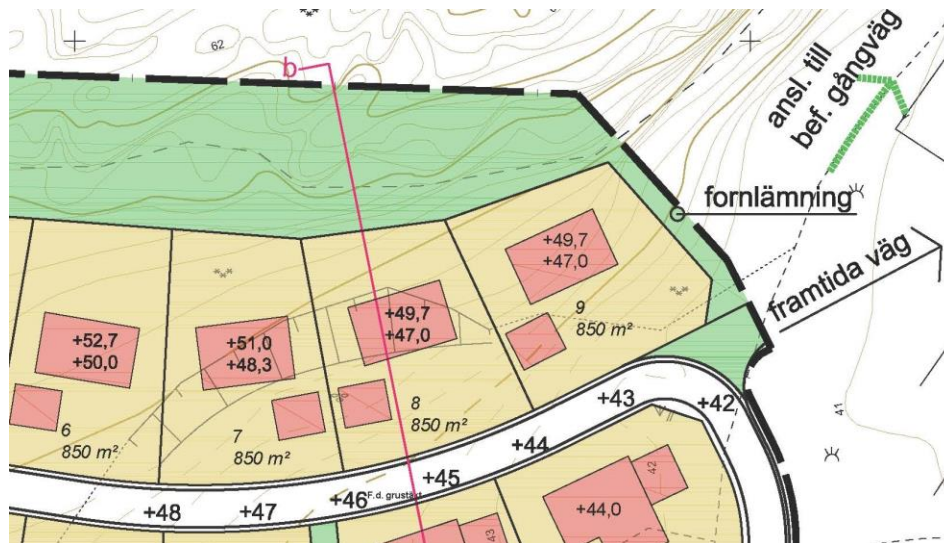 62
b
ansl. till
bef. gångväg
fornlämning
framtida väg
+49,7
+47,0
9
850 m²
+52,7
+50,0
+51,0
+48,3
+49,7
+47,0
6
850 m²
7
850 m²
8
850 m²
+43
+42
41
+44
+45
+46
F.d. grustäkt
+47
+48
42
+44,0
43